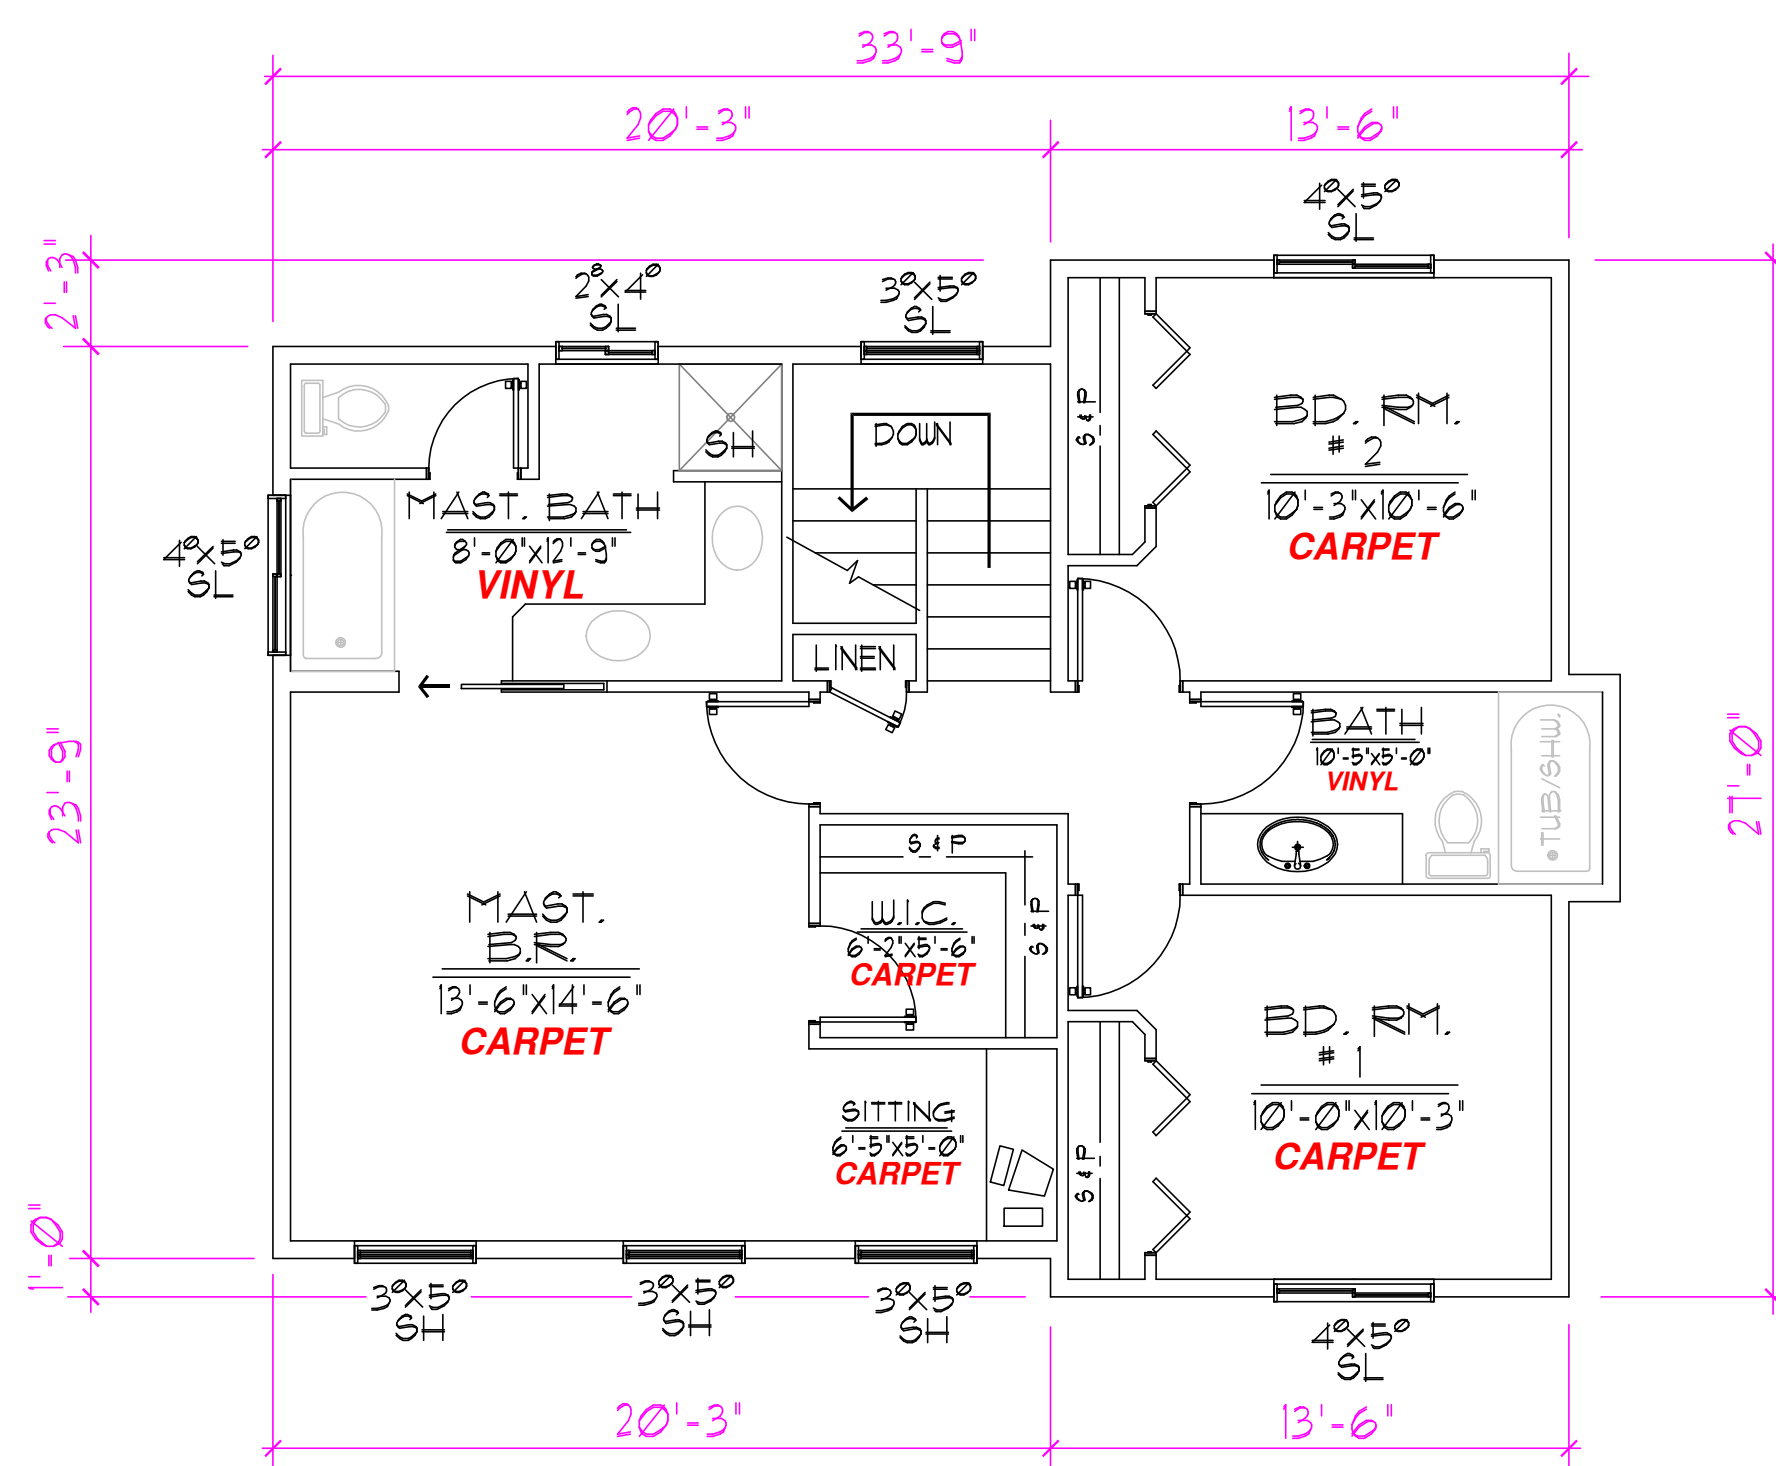 33'-9"
20'-3"
13'-6"
4⁰x5⁰
SL
2'-3"
2⁸x4⁰
SL
3⁰x5⁰
SL
S & P
BD. RM.
# 2
10'-3"x10'-6"
CARPET
DOWN
SH
MAST. BATH
8'-0"x12'-9"
VINYL
4⁰x5⁰
SL
LINEN
BATH
10'-5"x5'-0"
VINYL
TUB/SHW.
23'-9"
27'-0"
S & P
W.I.C.
6'-2"x5'-6"
CARPET
S & P
MAST.
B.R.
13'-6"x14'-6"
CARPET
BD. RM.
# 1
10'-0"x10'-3"
CARPET
SITTING
6'-5"x5'-0"
CARPET
S & P
1'-0"
3⁰x5⁰
SH
3⁰x5⁰
SH
3⁰x5⁰
SH
4⁰x5⁰
SL
20'-3"
13'-6"